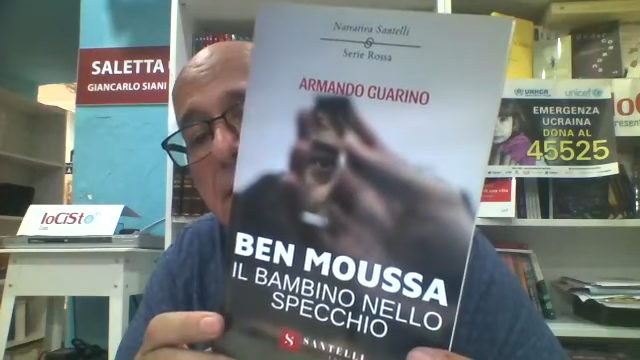 Narrativa Santelli
Serie Rossa
ARMANDO GUARINO
BEN MOUSSA
IL BAMBINO NELLO
SPECCHIO
SANTELLI
SALETTA
GIANCARLO SIANI
IoCiSto
UNHCR
unicef
EMERGENZA
UCRAINA
DONA AL
45525